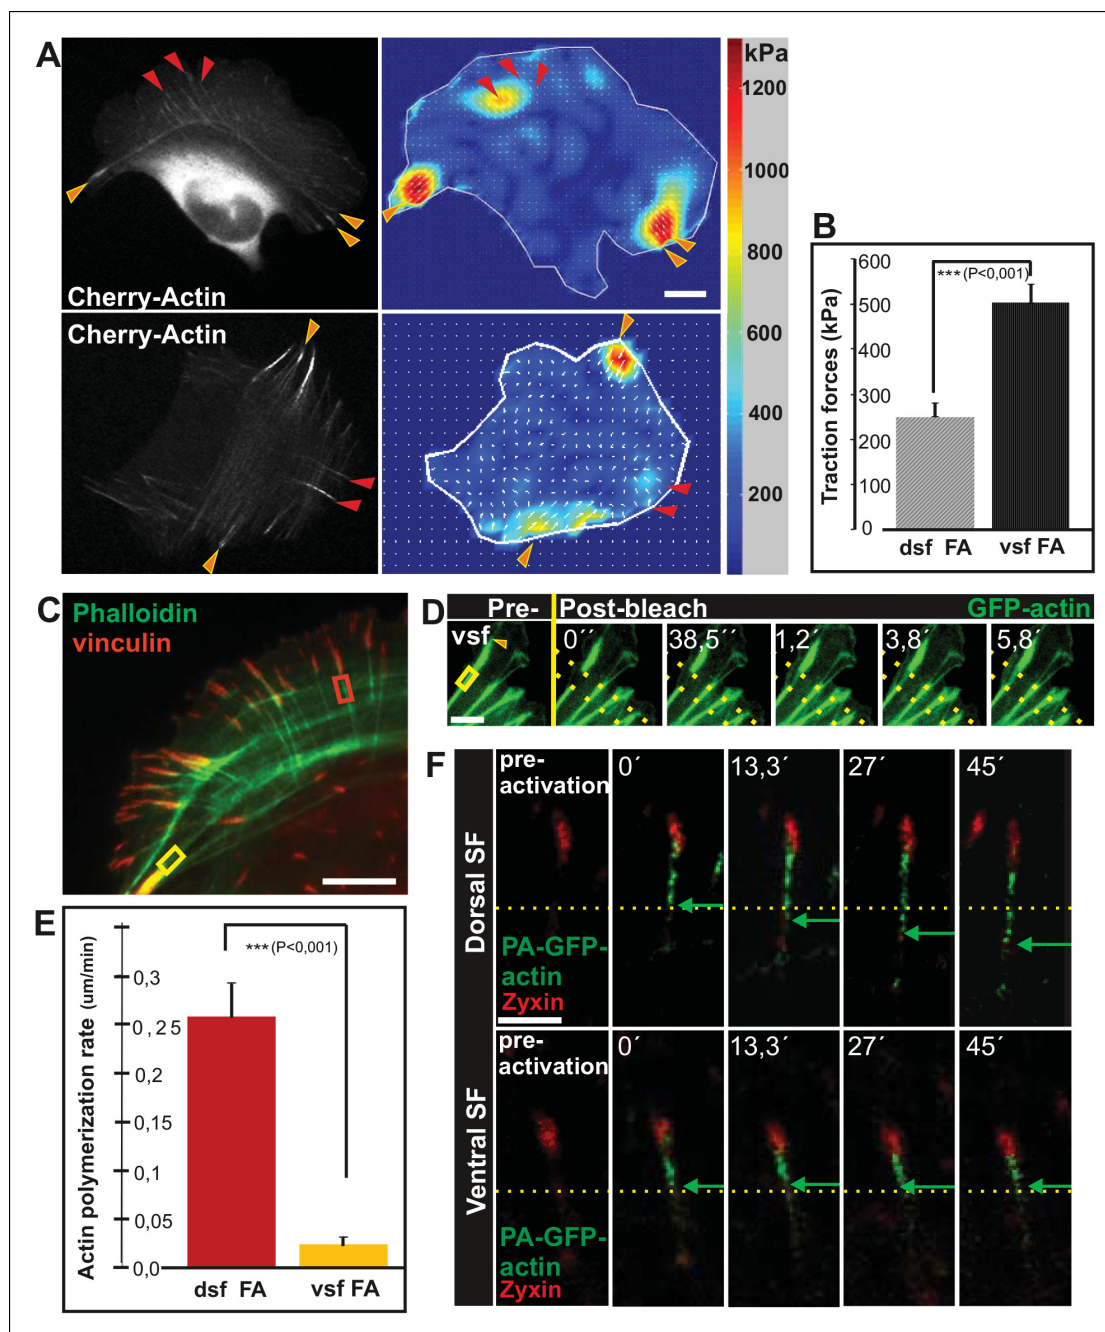 A
Cherry-Actin
Cherry-Actin
kPa
1200
1000
800
600
400
200
B
Traction forces (kPa)
600
500
400
300
200
100
0
***(P<0,001)
dsf FA
vsf FA
C
Phalloidin
vinculin
D
Pre-
Post-bleach
GFP-actin
vsf
0´´
38,5´´
1,2´
3,8´
5,8´
E
Actin polymerization rate (um/min)
0,3
0,25
0,2
0,15
0,1
0,05
0,0
***(P<0,001)
dsf FA
vsf FA
F
Dorsal SF
pre-
activation
0´
13,3´
27´
45´
PA-GFP-
actin
Zyxin
Ventral SF
pre-
activation
0´
13,3´
27´
45´
PA-GFP-
actin
Zyxin